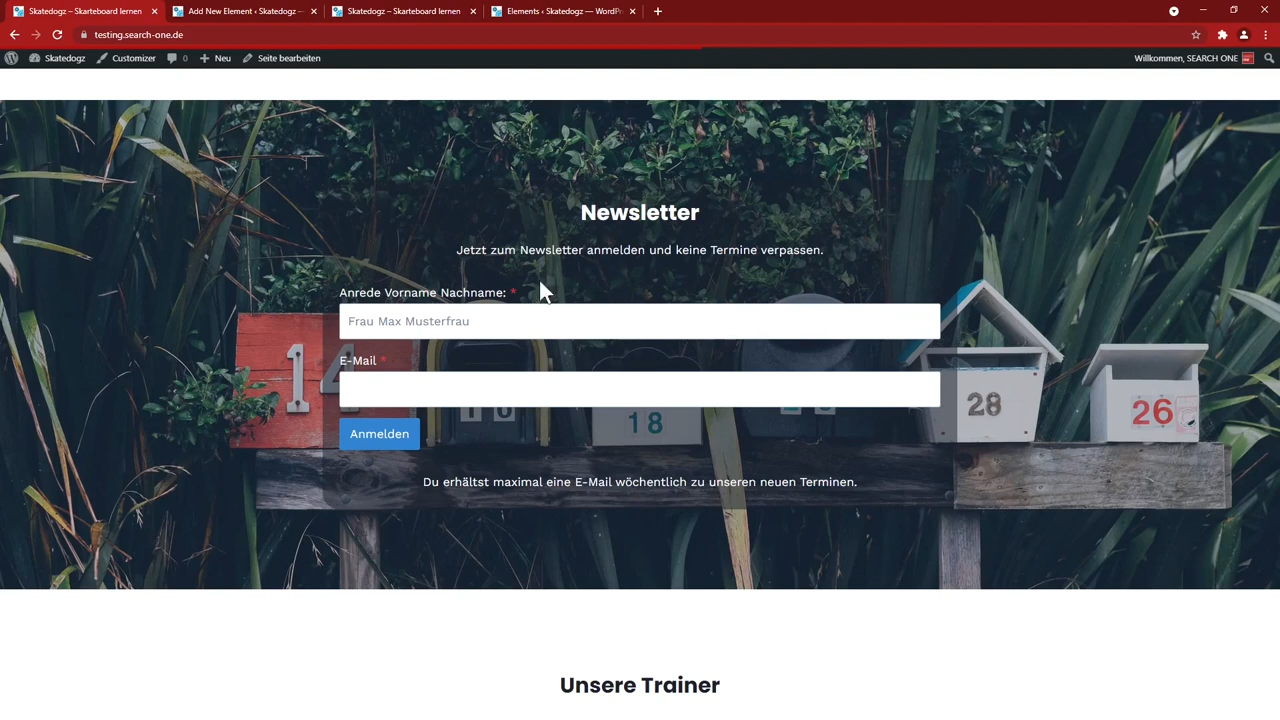 Skatedogz – Skarteboard lernen
Add New Element ‹ Skatedogz —
Skatedogz – Skarteboard lernen
Elements ‹ Skatedogz — WordPr
testing.search-one.de
Skatedogz
Customizer
0
Neu
Seite bearbeiten
Willkommen, SEARCH ONE
Newsletter
Jetzt zum Newsletter anmelden und keine Termine verpassen.
Anrede Vorname Nachname: *
Frau Max Musterfrau
E-Mail *
14
18
28
26
Anmelden
Du erhältst maximal eine E-Mail wöchentlich zu unseren neuen Terminen.
Unsere Trainer